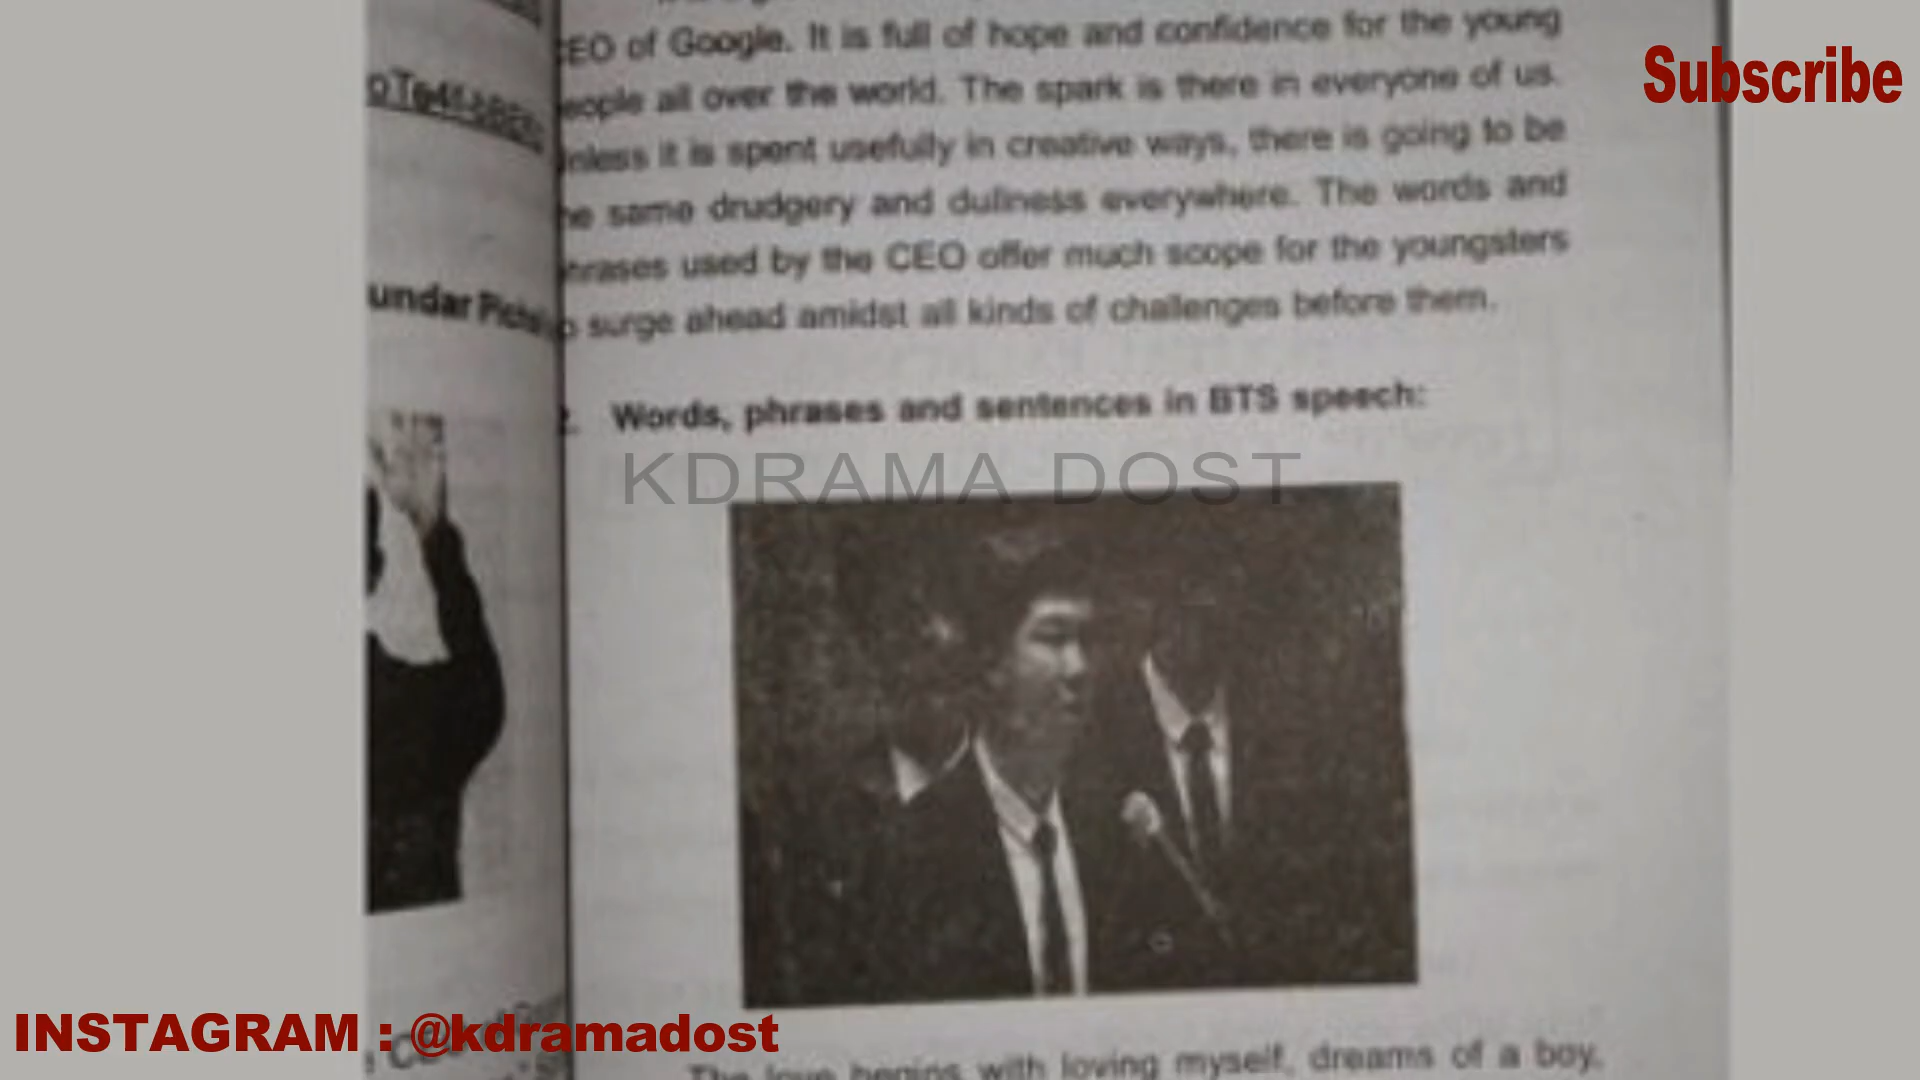 EO of Google. It is full of hope and confidence for the young
eople all over the world. The spark is there in everyone of us.
nless it is spent usefully in creative ways, there is going to be
he same drudgery and dullness everywhere. The words and
hrases used by the CEO offer much scope for the youngsters
o surge ahead amidst all kinds of challenges before them.
undar Picha
2. Words, phrases and sentences in BTS speech:
KDRAMA DOST
The love begins with loving myself, dreams of a boy,
Subscribe
INSTAGRAM : @kdramadost